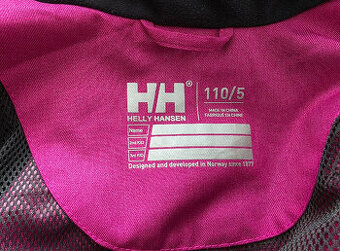 HH®
HELLY HANSEN
110/5
MADE IN CHINA
FABRIQUE EN CHINE
Name
2nd KID
3rd KID
Designed and developed in Norway since 1877